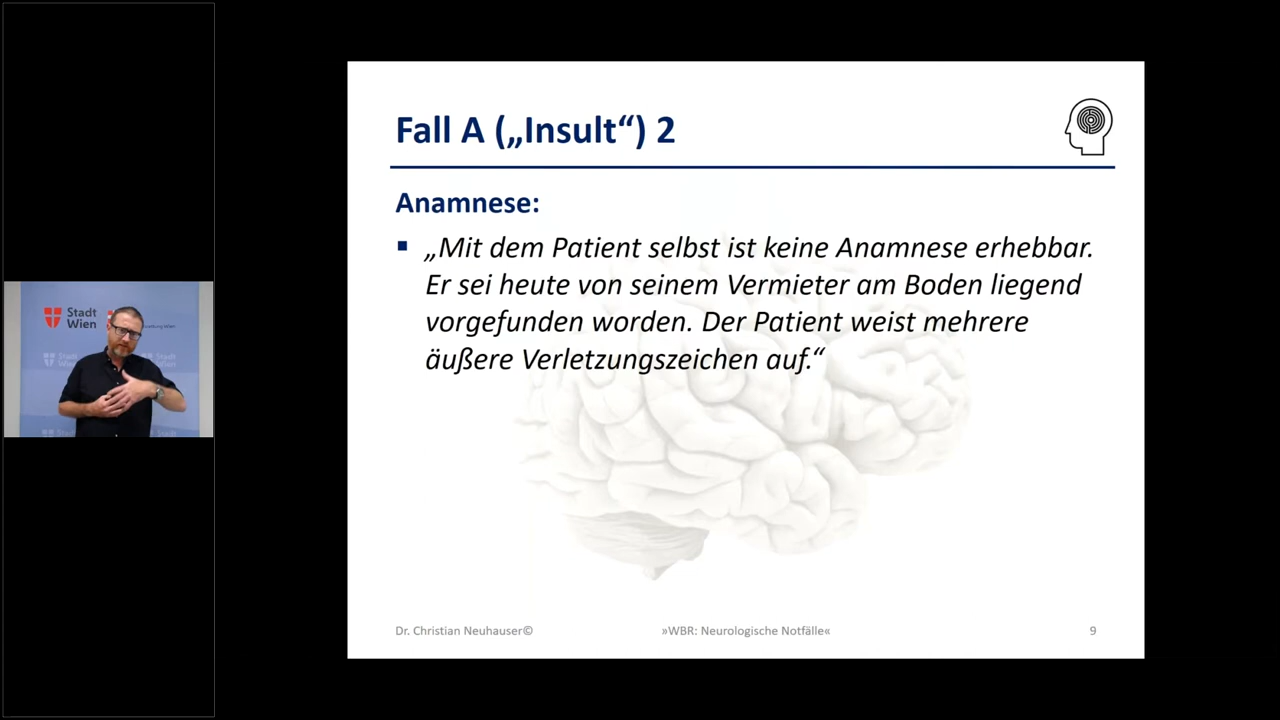 Fall A („Insult“) 2
Anamnese:
„Mit dem Patient selbst ist keine Anamnese erhebbar.
Er sei heute von seinem Vermieter am Boden liegend
vorgefunden worden. Der Patient weist mehrere
äußere Verletzungszeichen auf.“
Stadt
Wien
Dr. Christian Neuhauser©
»WBR: Neurologische Notfälle«
9